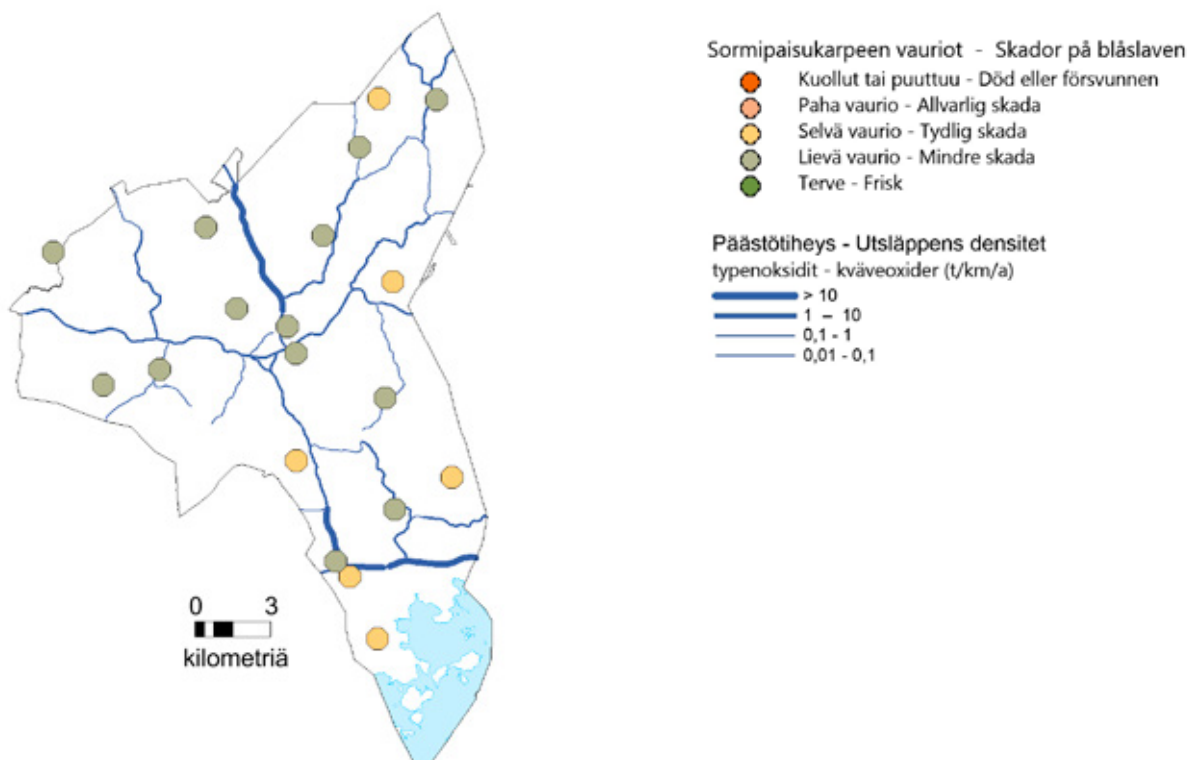 Sormipaisukarpeen vauriot - Skador på blåslaven
Kuollut tai puuttuu - Död eller försvunnen
Paha vaurio - Allvarlig skada
Selvä vaurio - Tydlig skada
Lievä vaurio - Mindre skada
Terve - Frisk
Päästötiheys - Utsläppens densitet
typenoksidit - kväveoxider (t/km/a)
> 10
1 – 10
0,1 - 1
0,01 - 0,1
0 3
kilometriä